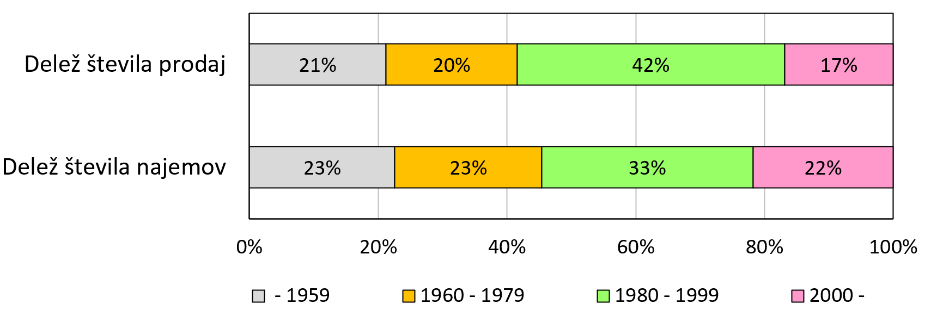 Delež števila prodaj 21% 20% 42% 17%
Delež števila najemov 23% 23% 33% 22%
0% 20% 40% 60% 80% 100%
- 1959 1960 - 1979 1980 - 1999 2000 -